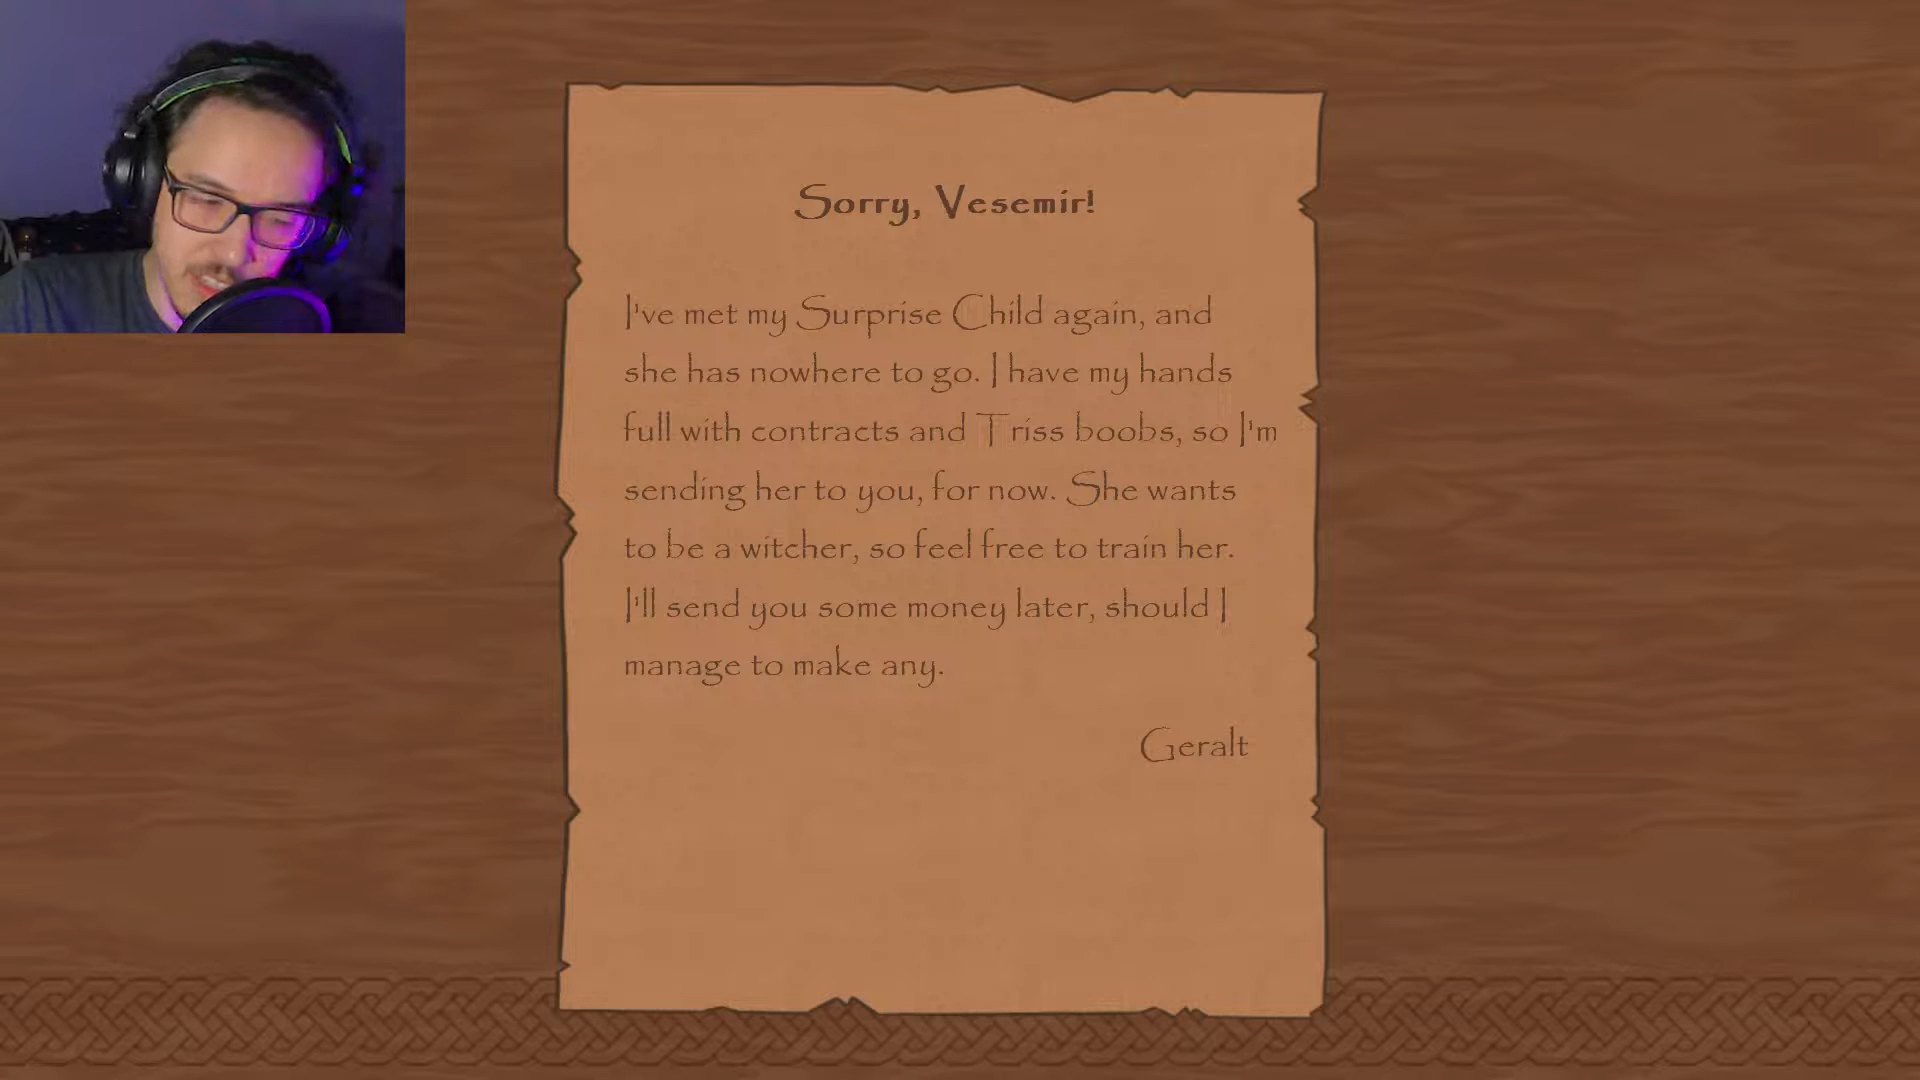 Sorry, Vesemir!
I've met my Surprise Child again, and
she has nowhere to go. I have my hands
full with contracts and Triss boobs, so I'm
sending her to you, for now. She wants
to be a witcher, so feel free to train her.
I'll send you some money later, should I
manage to make any.
Geralt